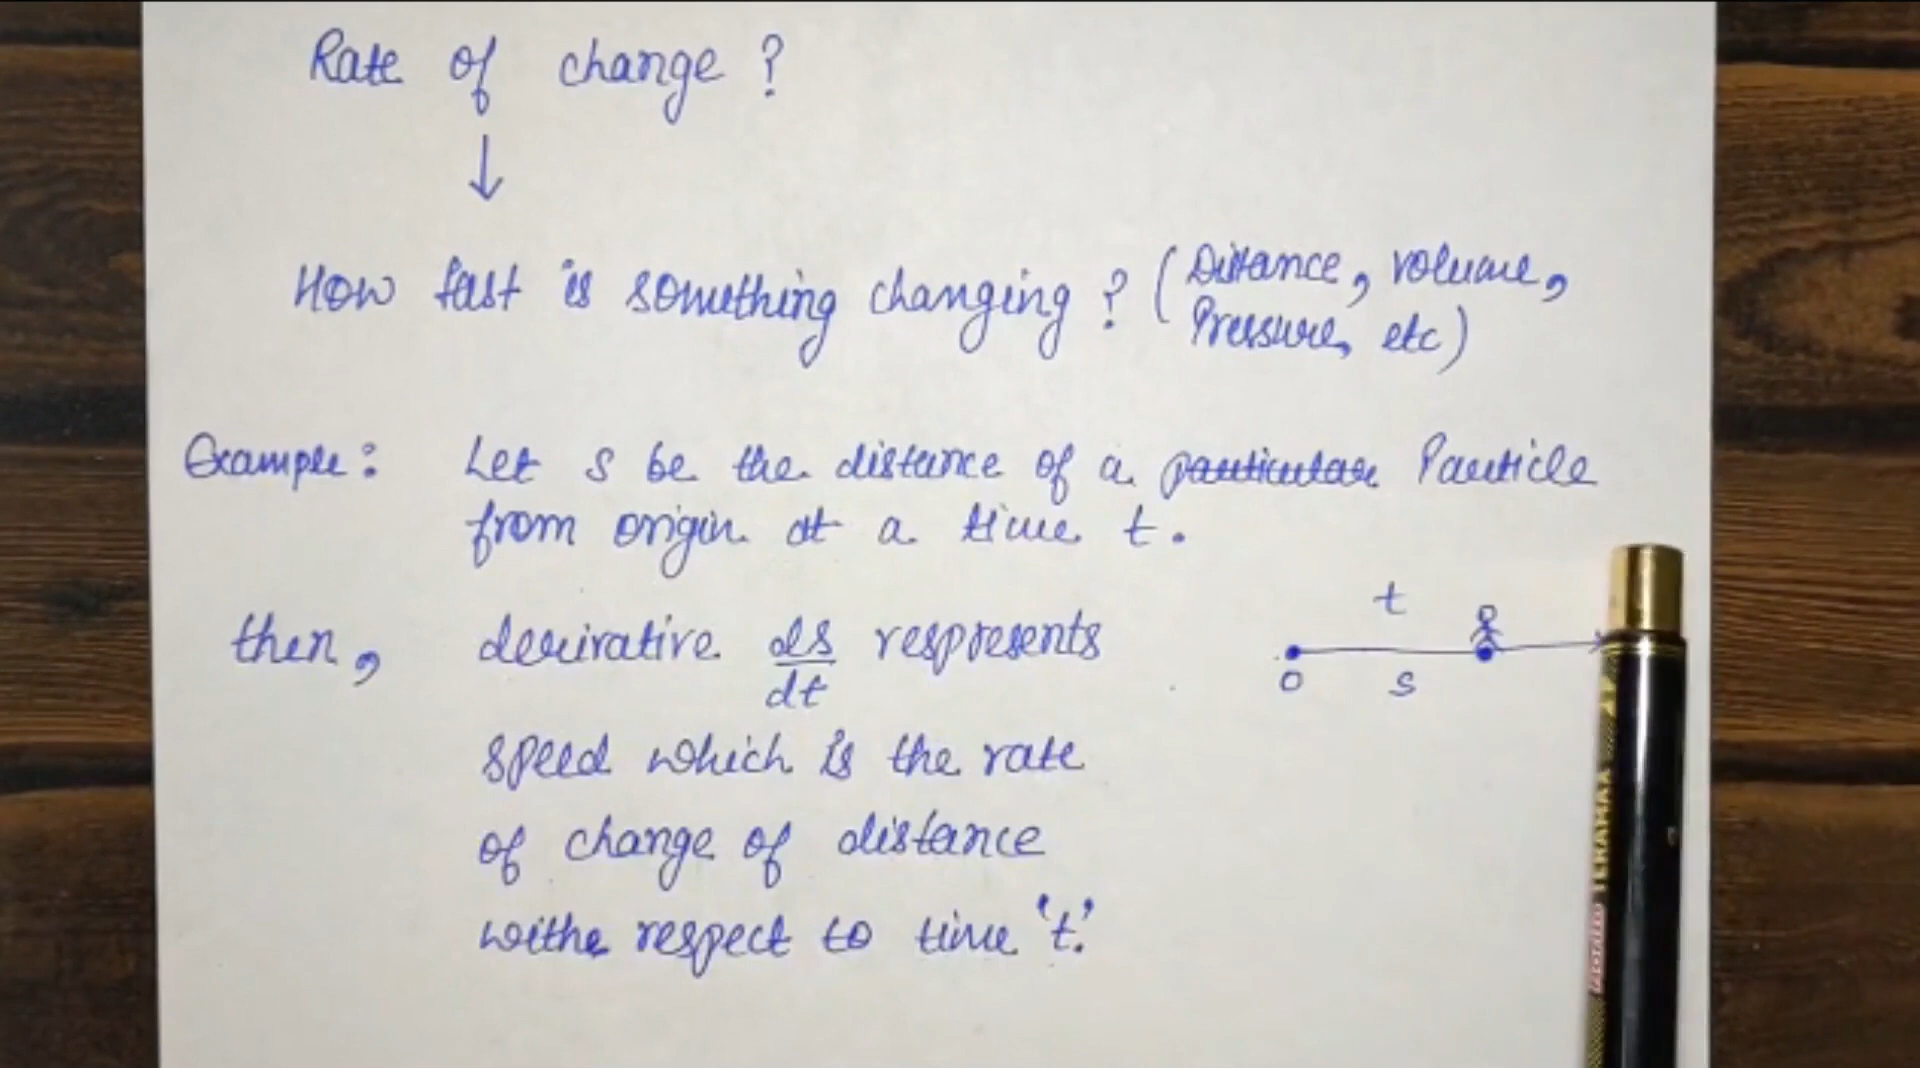 Rate of change ?
↓
How fast is something changing ? (Distance, volume,
Pressure, etc)
Example: Let s be the distance of a particular Particle
from origin at a time t.
then, derivative ds/dt respresents
speed which is the rate
of change of distance
withe respect to time 't'.
t
O s
TEKAMAX